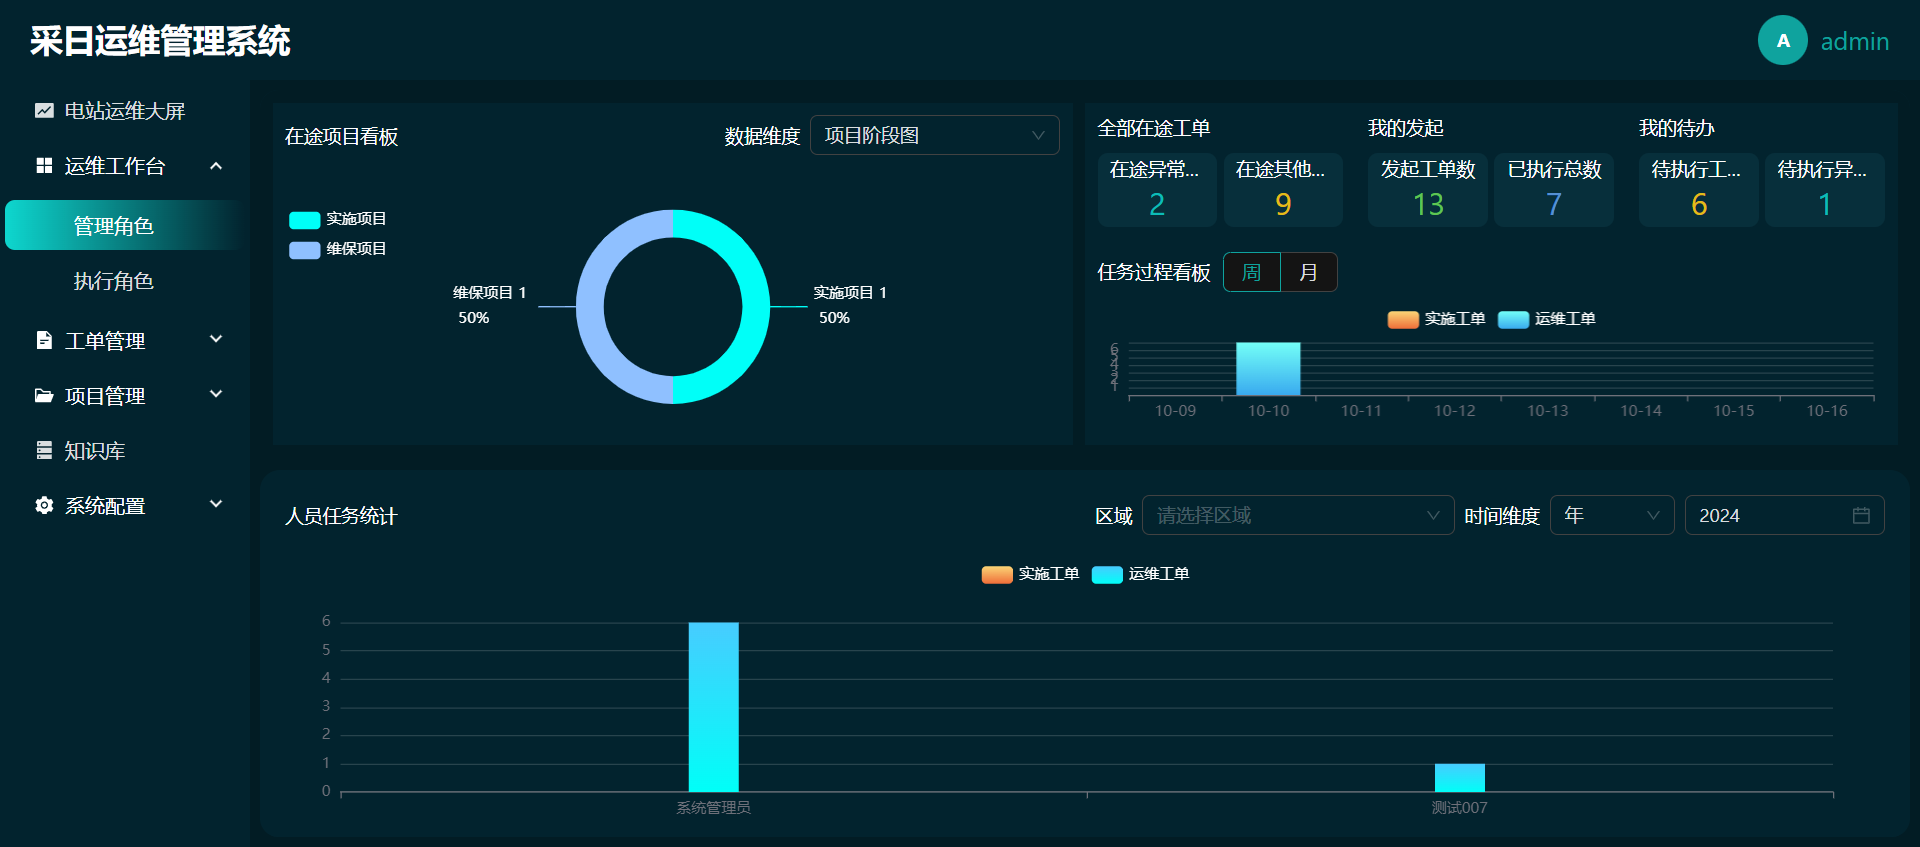 采日运维管理系统
A admin
电站运维大屏
运维工作台
管理角色
执行角色
工单管理
项目管理
知识库
系统配置
在途项目看板
数据维度 项目阶段图
实施项目
维保项目
维保项目 1
50%
实施项目 1
50%
全部在途工单 我的发起 我的待办
在途异常... 在途其他... 发起工单数 已执行总数 待执行工... 待执行异...
2 9 13 7 6 1
任务过程看板 周 月
实施工单 运维工单
6
5
4
3
2
1
10-09 10-10 10-11 10-12 10-13 10-14 10-15 10-16
人员任务统计
区域 请选择区域 时间维度 年 2024
实施工单 运维工单
6
5
4
3
2
1
0
系统管理员 测试007